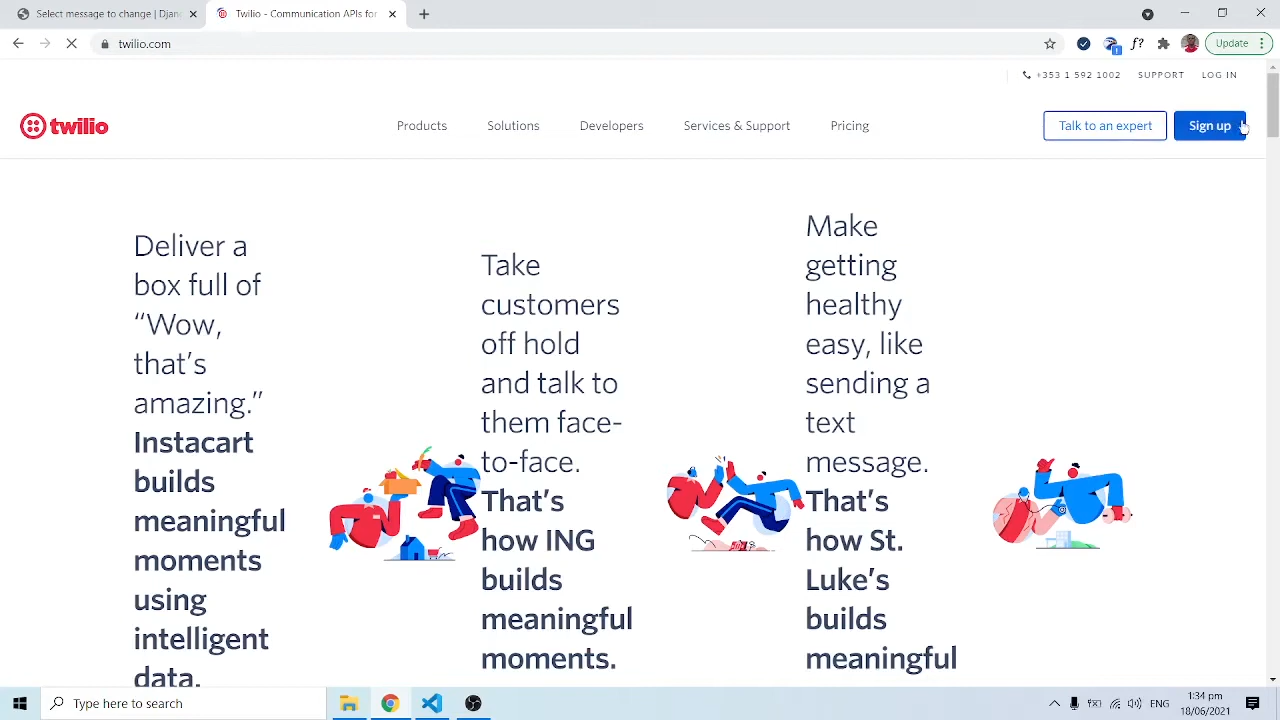 Select message to change | Djan
Twilio - Communication APIs for
twilio.com
f?
Update
+353 1 592 1002
SUPPORT
LOG IN
twilio
Products
Solutions
Developers
Services & Support
Pricing
Talk to an expert
Sign up
Deliver a
box full of
“Wow,
that’s
amazing.”
Instacart
builds
meaningful
moments
using
intelligent
data.
Take
customers
off hold
and talk to
them face-
to-face.
That’s
how ING
builds
meaningful
moments.
Make
getting
healthy
easy, like
sending a
text
message.
That’s
how St.
Luke’s
builds
meaningful
Type here to search
ENG
1:34 pm
18/06/2021